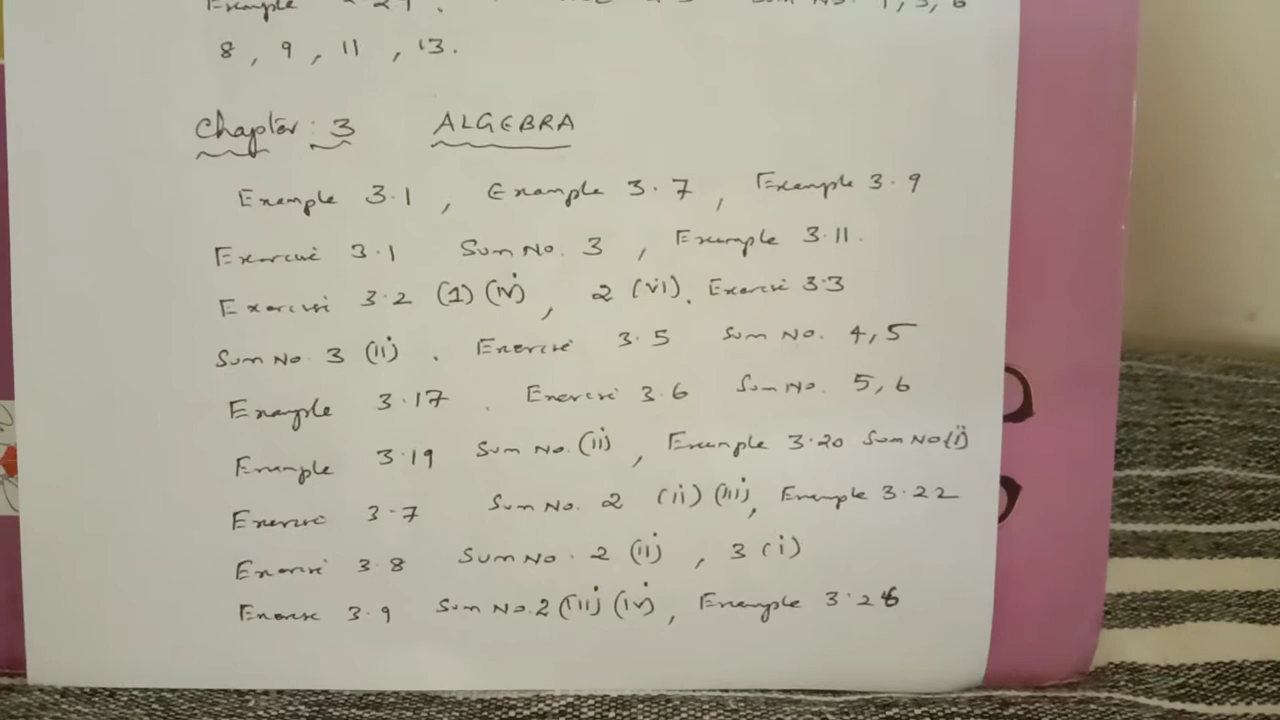 Example
8 , 9 , 11 , 13 .
Chapter : 3 ALGEBRA
Example 3.1 , Example 3.7 , Example 3.9
Exercise 3.1 Sum No. 3 , Example 3.11.
Exercise 3.2 (1) (iv) , 2 (vi). Exercise 3.3
Sum No. 3 (ii) . Exercise 3.5 Sum No. 4, 5
Example 3.17 . Exercise 3.6 Sum No. 5, 6
Example 3.19 Sum No. (ii) , Example 3.20 Sum No (i)
Exercise 3.7 Sum No. 2 (ii) (iii), Example 3.22
Exercise 3.8 Sum No. 2 (ii) , 3 (i)
Exercise 3.9 Sum No. 2 (iii) (iv) , Example 3.26